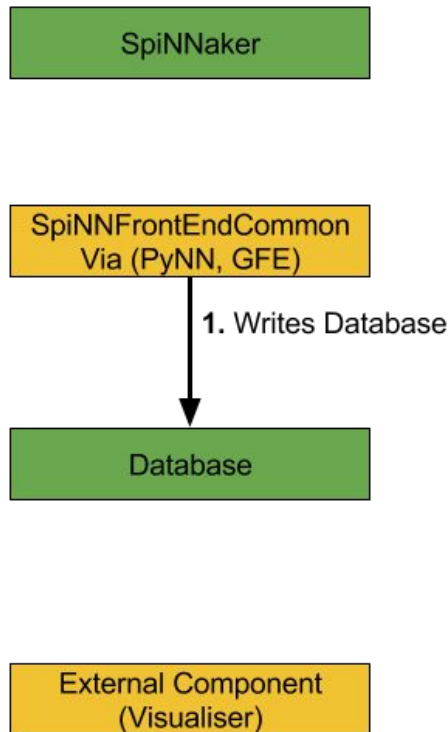 SpiNNaker
SpiNNFrontEndCommon
Via (PyNN, GFE)
1. Writes Database
Database
External Component
(Visualiser)